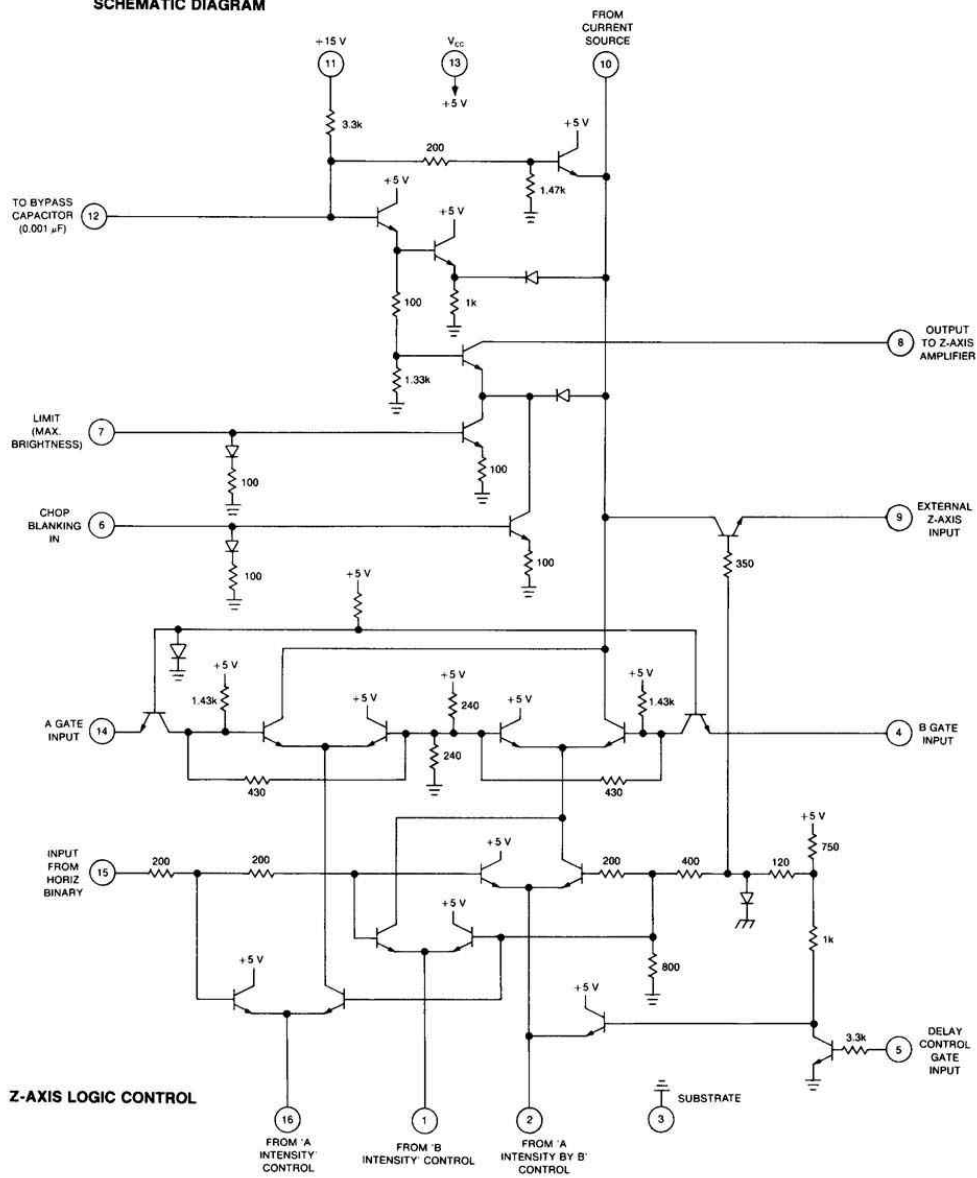 SCHEMATIC DIAGRAM
FROM
CURRENT
SOURCE
+15 V
11
VCC
13
+5 V
10
3.3k
200
+5 V
1.47k
TO BYPASS
CAPACITOR
(0.001 μF)
12
+5 V
+5 V
100
1k
8
OUTPUT
TO Z-AXIS
AMPLIFIER
1.33k
LIMIT
(MAX.
BRIGHTNESS)
7
100
100
CHOP
BLANKING
IN
6
9
EXTERNAL
Z-AXIS
INPUT
100
100
350
+5 V
+5 V
1.43k
+5 V
+5 V
240
+5 V
+5 V
1.43k
A GATE
INPUT
14
240
4
B GATE
INPUT
430
430
INPUT
FROM
HORIZ
BINARY
15
200
200
+5 V
200
400
120
+5 V
750
+5 V
1k
800
+5 V
+5 V
3.3k
5
DELAY
CONTROL
GATE
INPUT
Z-AXIS LOGIC CONTROL
16
FROM 'A
INTENSITY'
CONTROL
1
FROM 'B
INTENSITY' CONTROL
2
FROM 'A
INTENSITY BY B'
CONTROL
SUBSTRATE
3